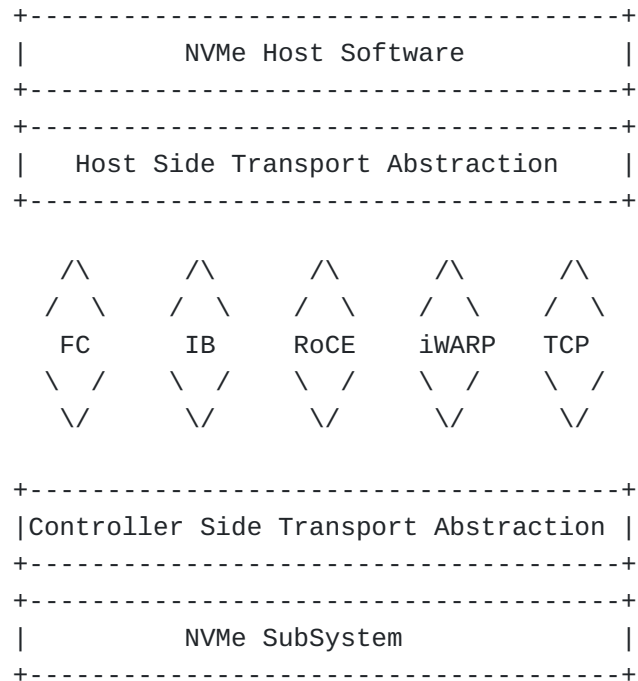 NVMe Host Software
Host Side Transport Abstraction
FC IB RoCE iWARP TCP
Controller Side Transport Abstraction
NVMe SubSystem